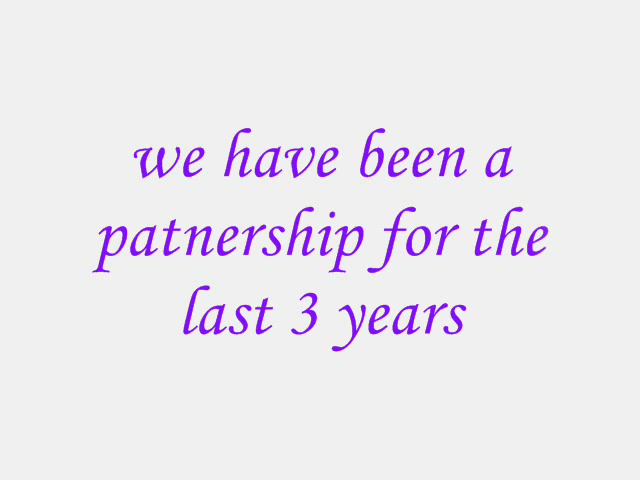 we have been a
patnership for the
last 3 years